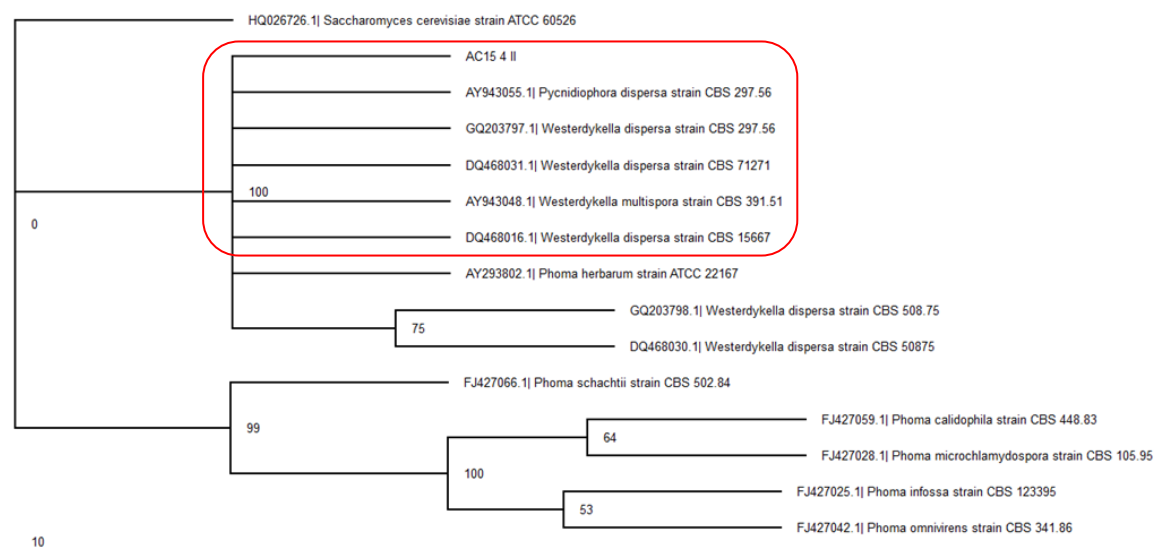 HQ026726.1| Saccharomyces cerevisiae strain ATCC 60526
AC15 4 II
AY943055.1| Pycnidiophora dispersa strain CBS 297.56
GQ203797.1| Westerdykella dispersa strain CBS 297.56
DQ468031.1| Westerdykella dispersa strain CBS 71271
100
AY943048.1| Westerdykella multispora strain CBS 391.51
0
DQ468016.1| Westerdykella dispersa strain CBS 15667
AY293802.1| Phoma herbarum strain ATCC 22167
GQ203798.1| Westerdykella dispersa strain CBS 508.75
75
DQ468030.1| Westerdykella dispersa strain CBS 50875
FJ427066.1| Phoma schachtii strain CBS 502.84
99
FJ427059.1| Phoma calidophila strain CBS 448.83
64
FJ427028.1| Phoma microchlamydospora strain CBS 105.95
100
FJ427025.1| Phoma infossa strain CBS 123395
53
FJ427042.1| Phoma omnivirens strain CBS 341.86
10